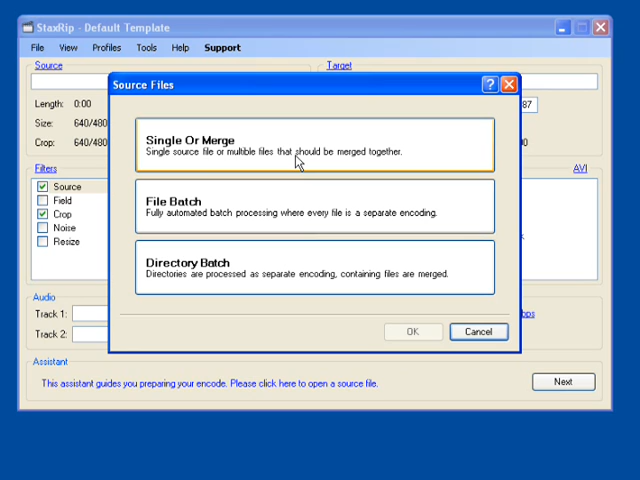 StaxRip - Default Template
File View Profiles Tools Help Support
Source
Target
Source Files
Length: 0:00
87
Size: 640/480
Crop: 640/480
Single Or Merge
Single source file or multiple files that should be merged together.
Filters
AVI
Source
Field
Crop
Noise
Resize
File Batch
Fully automated batch processing where every file is a separate encoding.
Directory Batch
Directories are processed as separate encoding, containing files are merged.
Audio
Track 1:
Track 2:
OK Cancel
Assistant
This assistant guides you preparing your encode. Please click here to open a source file.
Next